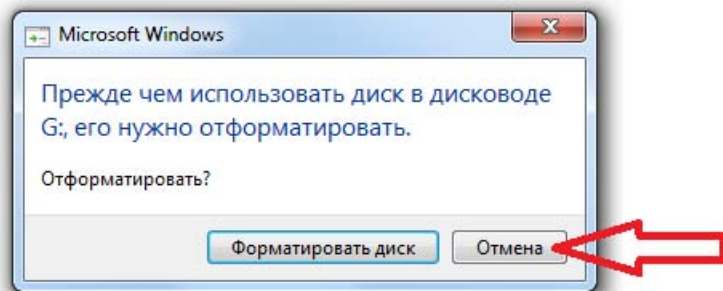 Microsoft Windows
Прежде чем использовать диск в дисководе
G:, его нужно отформатировать.
Отформатировать?
Форматировать диск
Отмена